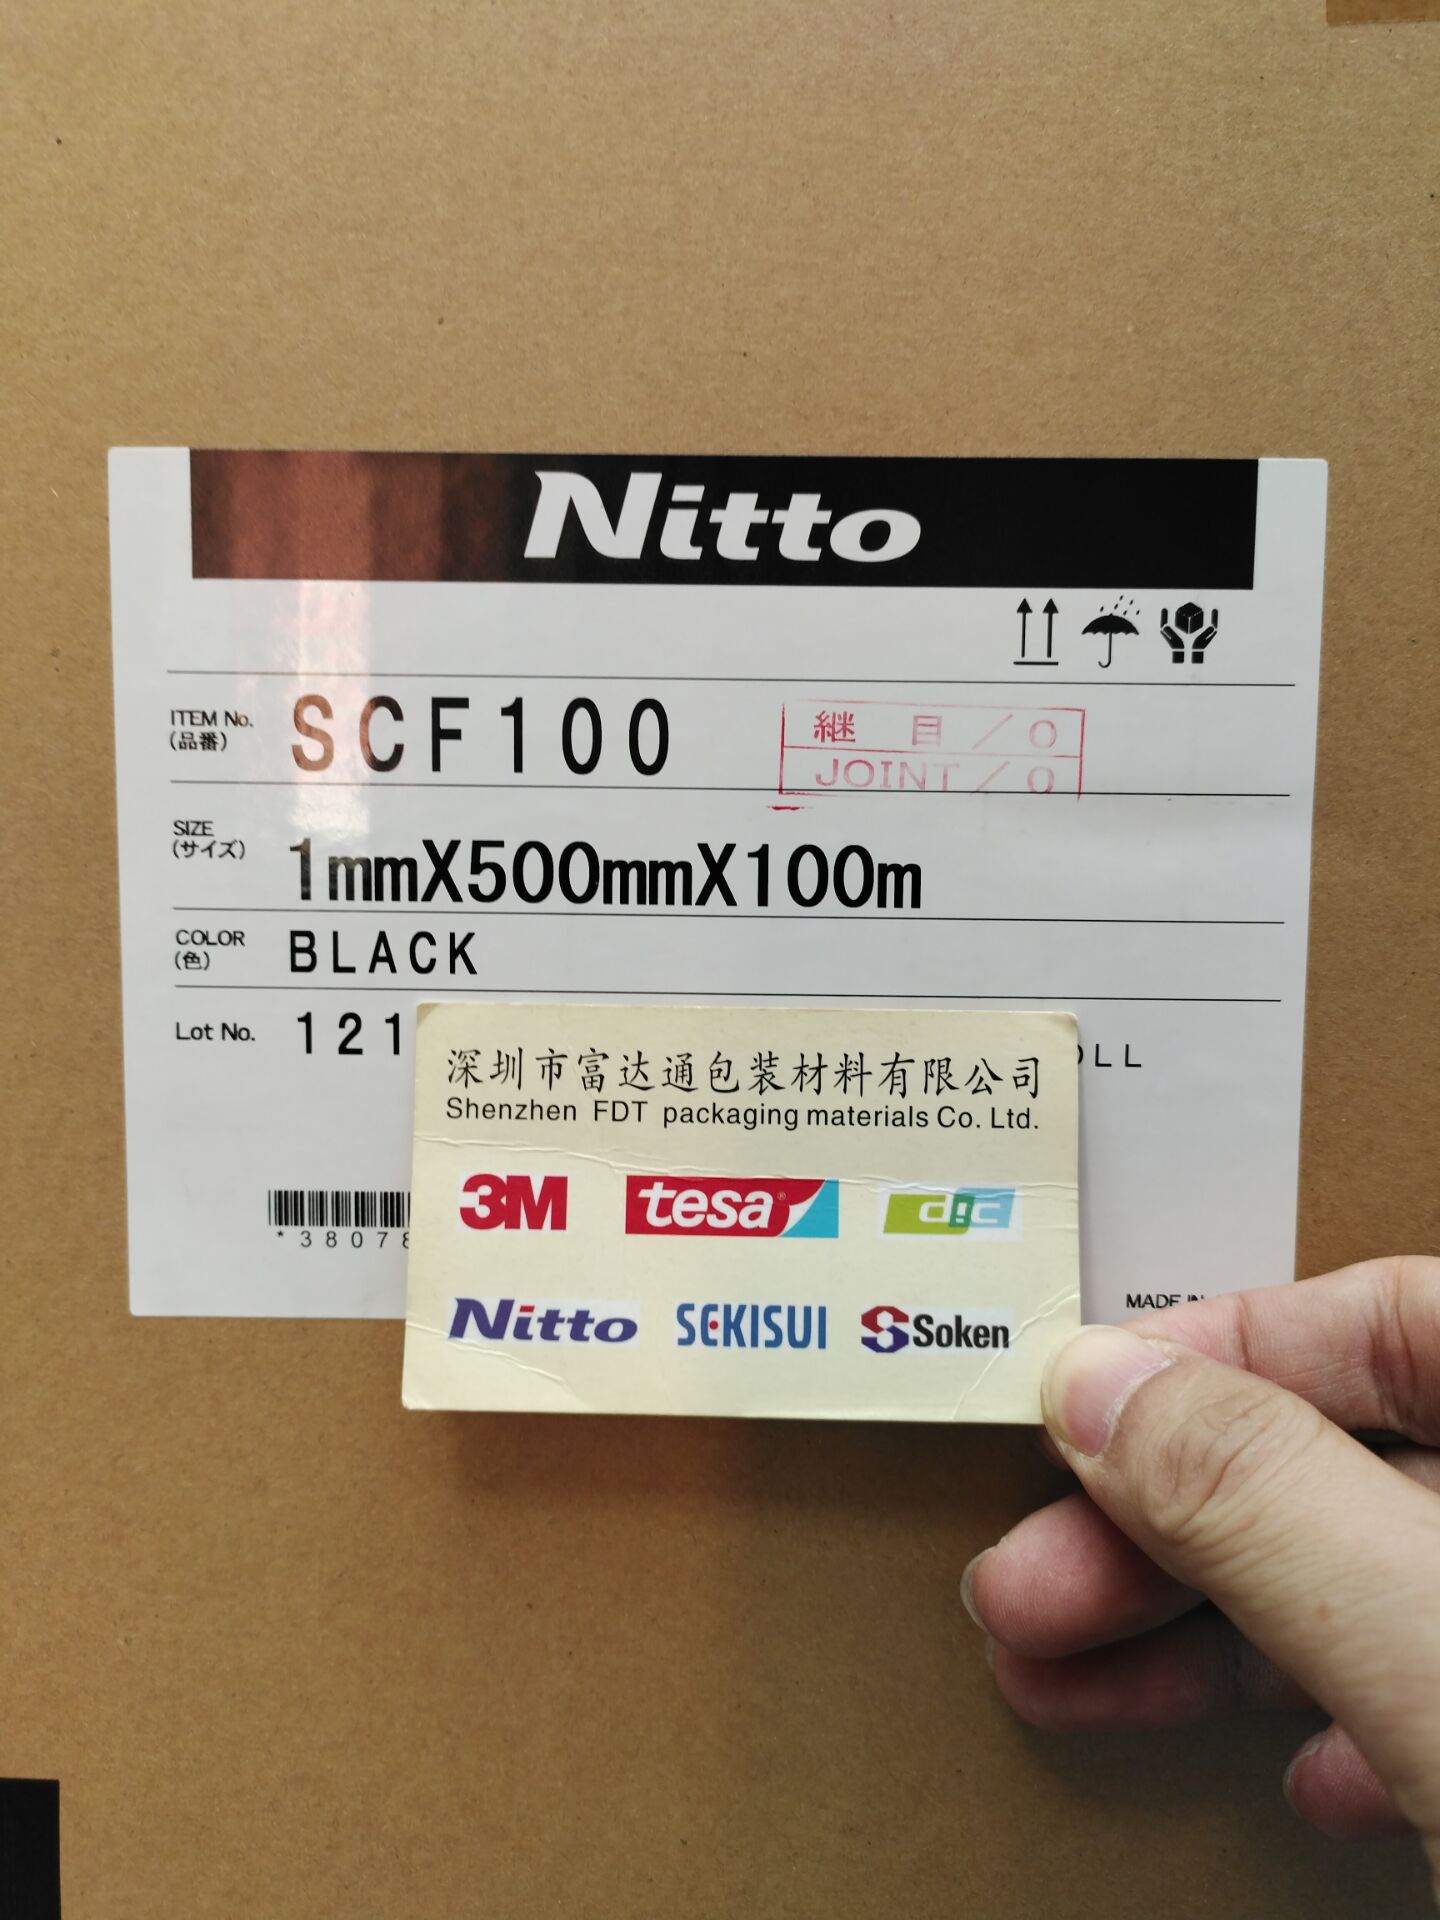 Nitto
ITEM No.
(品番)
SCF100
継 目 / 0
JOINT / 0
SIZE
(サイズ)
1mmX500mmX100m
COLOR
(色)
BLACK
Lot No.
121
OLL
深圳市富达通包装材料有限公司
Shenzhen FDT packaging materials Co. Ltd.
3M
tesa®
dic
Nitto
SEKISUI
Soken
*38078
MADE IN